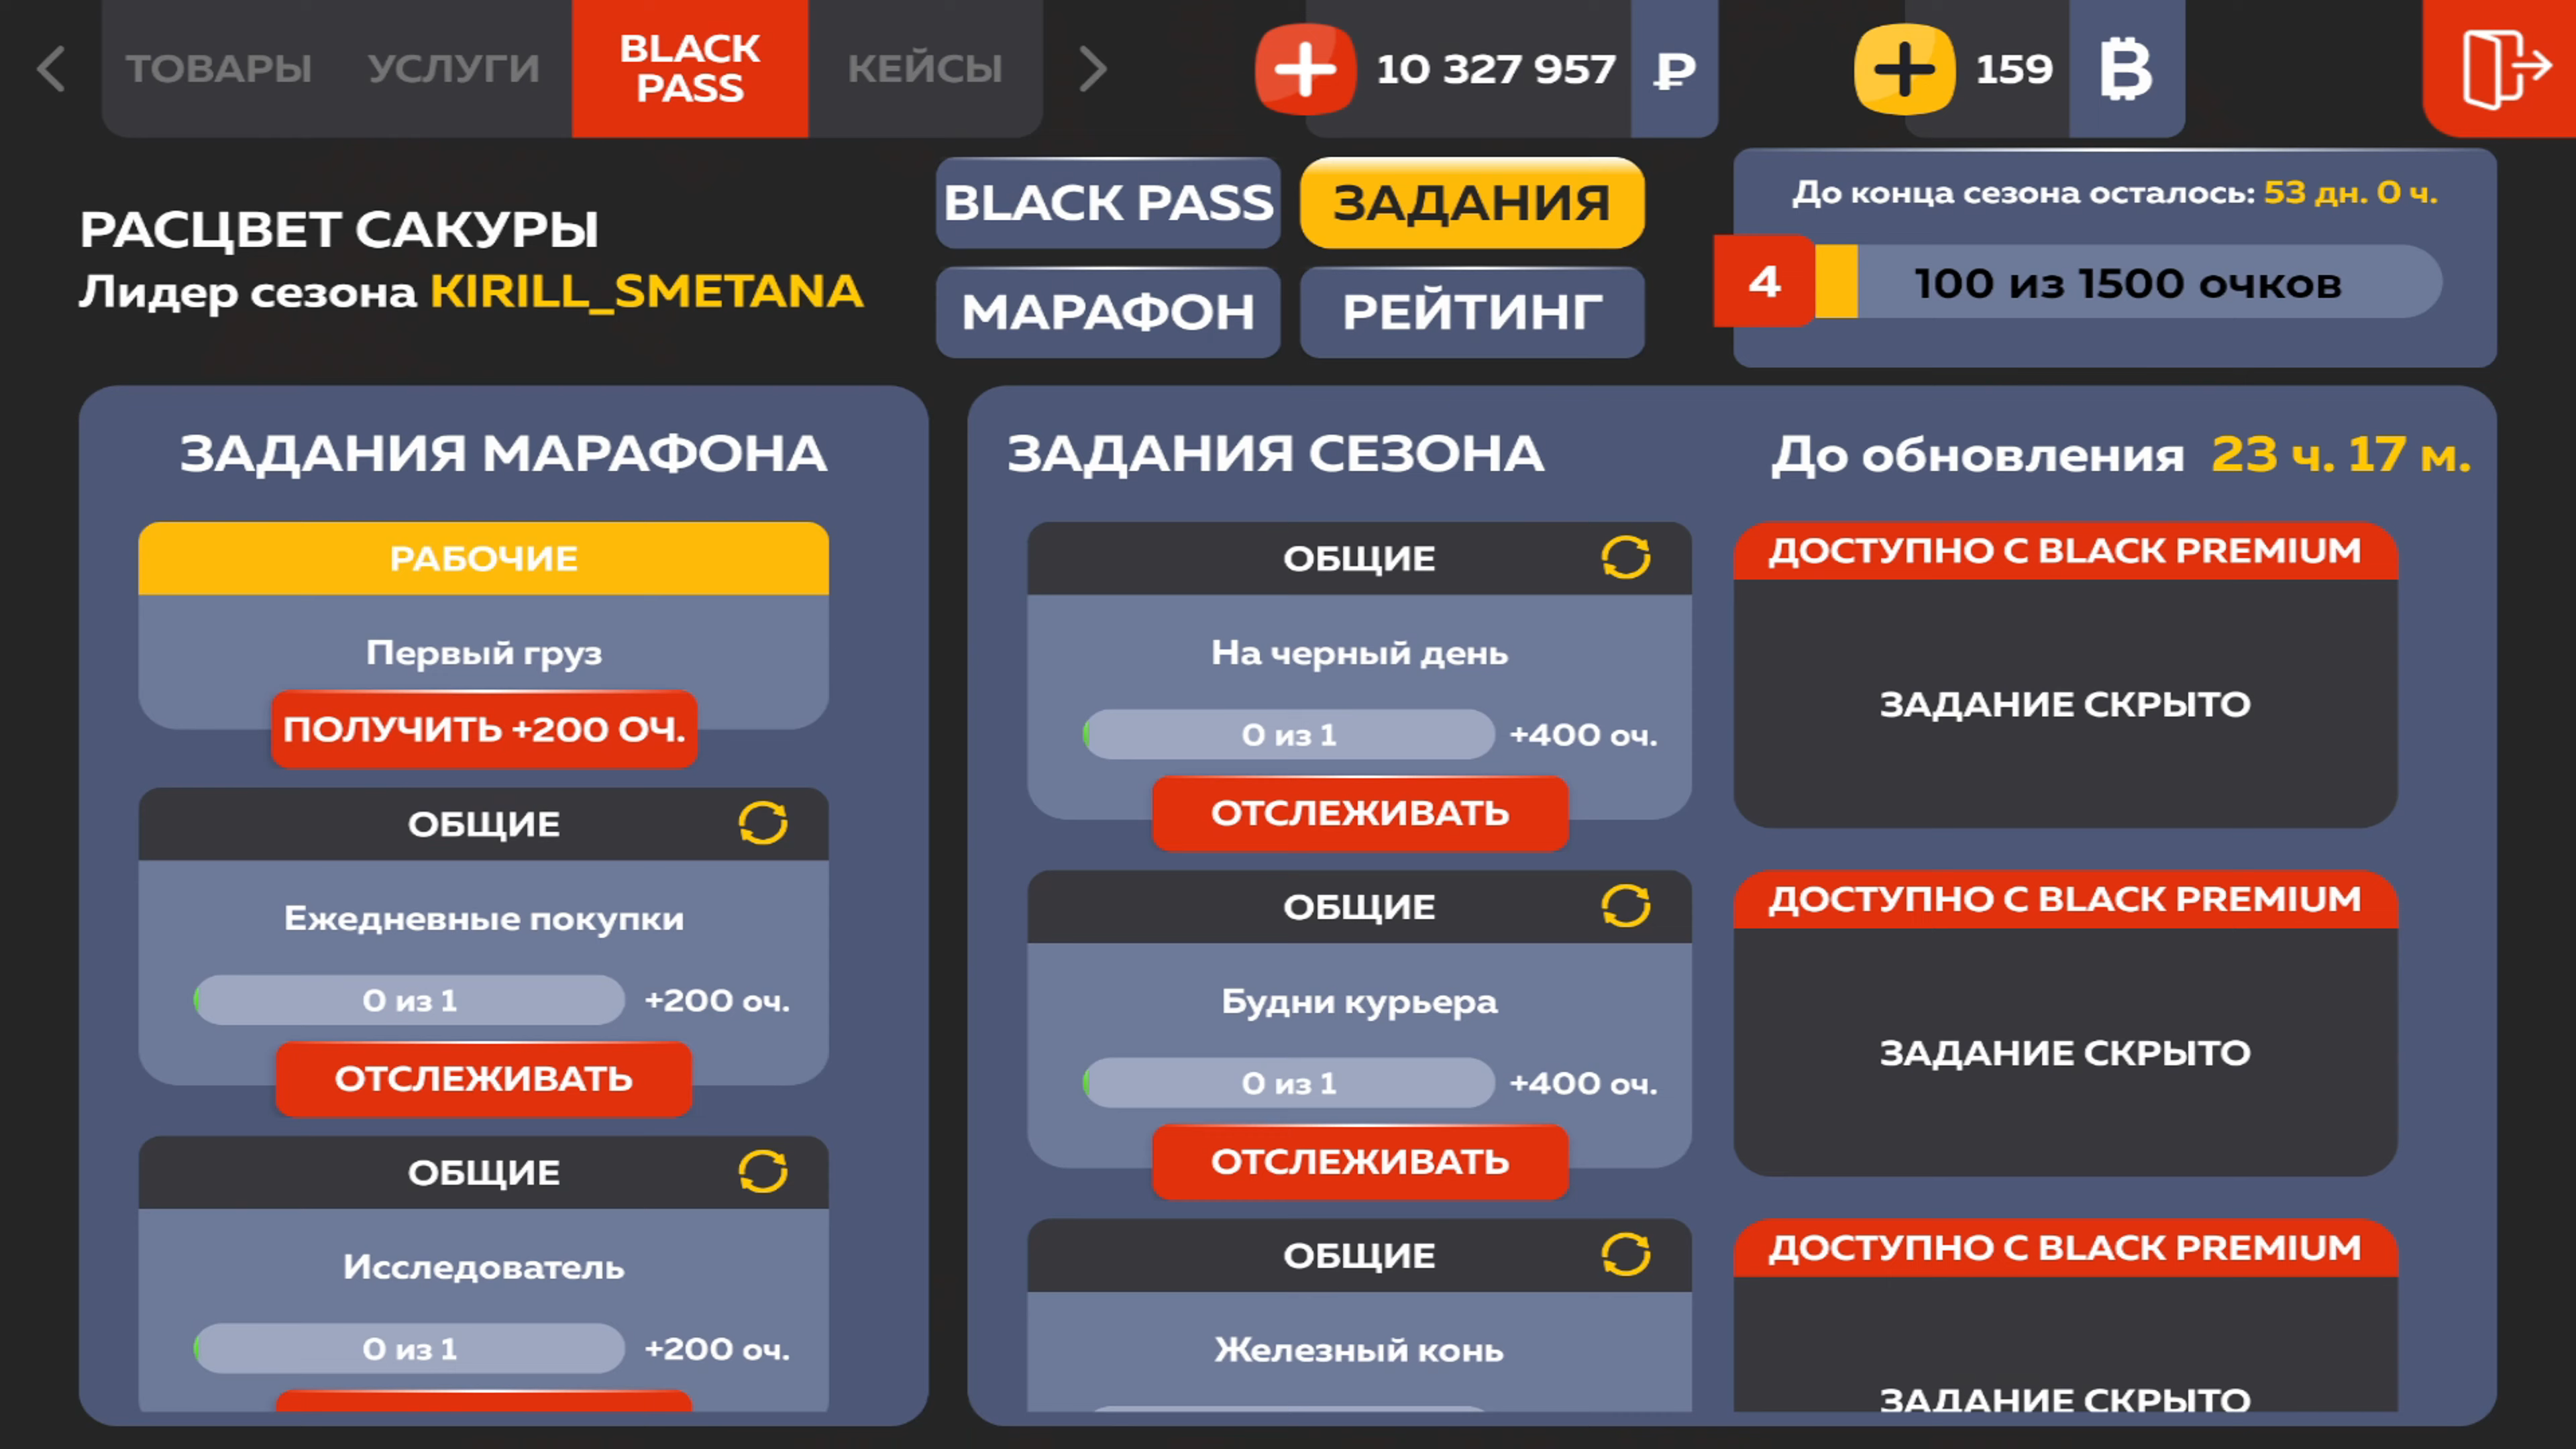 ТОВАРЫ
УСЛУГИ
BLACK
PASS
КЕЙСЫ
10 327 957 ₽
159
РАСЦВЕТ САКУРЫ
Лидер сезона KIRILL_SMETANA
BLACK PASS
ЗАДАНИЯ
МАРАФОН
РЕЙТИНГ
До конца сезона осталось: 53 дн. 0 ч.
4
100 из 1500 очков
ЗАДАНИЯ МАРАФОНА
РАБОЧИЕ
Первый груз
ПОЛУЧИТЬ +200 ОЧ.
ОБЩИЕ
Ежедневные покупки
0 из 1
+200 оч.
ОТСЛЕЖИВАТЬ
ОБЩИЕ
Исследователь
0 из 1
+200 оч.
ЗАДАНИЯ СЕЗОНА
До обновления 23 ч. 17 м.
ОБЩИЕ
На черный день
0 из 1
+400 оч.
ОТСЛЕЖИВАТЬ
ОБЩИЕ
Будни курьера
0 из 1
+400 оч.
ОТСЛЕЖИВАТЬ
ОБЩИЕ
Железный конь
ДОСТУПНО С BLACK PREMIUM
ЗАДАНИЕ СКРЫТО
ДОСТУПНО С BLACK PREMIUM
ЗАДАНИЕ СКРЫТО
ДОСТУПНО С BLACK PREMIUM
ЗАДАНИЕ СКРЫТО